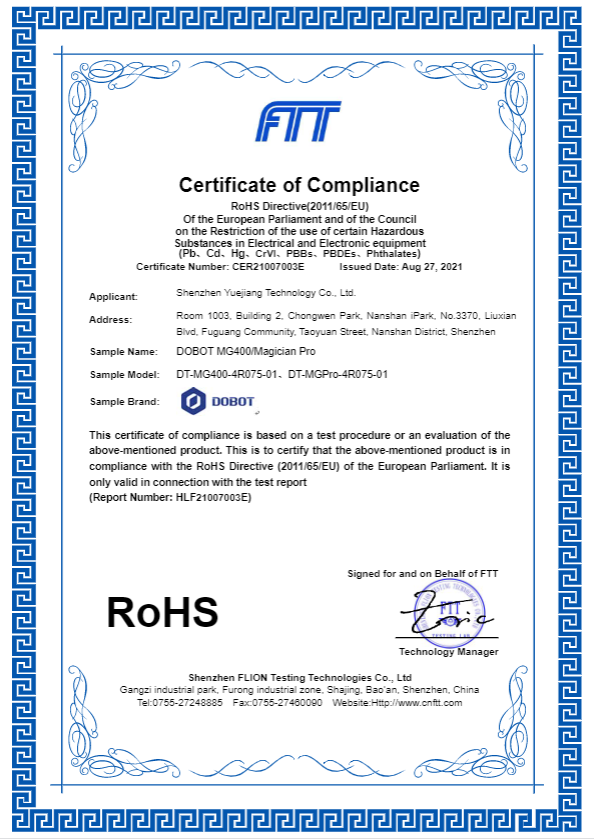 FTT
Certificate of Compliance
RoHS Directive(2011/65/EU)
Of the European Parliament and of the Council
on the Restriction of the use of certain Hazardous
Substances in Electrical and Electronic equipment
(Pb、Cd、Hg、CrVI、PBBs、PBDEs、Phthalates)
Certificate Number: CER21007003E Issued Date: Aug 27, 2021
Applicant: Shenzhen Yuejiang Technology Co., Ltd.
Address: Room 1003, Building 2, Chongwen Park, Nanshan iPark, No.3370, Liuxian
Blvd, Fuguang Community, Taoyuan Street, Nanshan District, Shenzhen
Sample Name: DOBOT MG400/Magician Pro
Sample Model: DT-MG400-4R075-01、DT-MGPro-4R075-01
Sample Brand: DOBOT
This certificate of compliance is based on a test procedure or an evaluation of the
above-mentioned product. This is to certify that the above-mentioned product is in
compliance with the RoHS Directive (2011/65/EU) of the European Parliament. It is
only valid in connection with the test report
(Report Number: HLF21007003E)
Signed for and on Behalf of FTT
RoHS
FTT
TESTING LAB
Technology Manager
Shenzhen FLION Testing Technologies Co., Ltd
Gangzi industrial park, Furong industrial zone, Shajing, Bao'an, Shenzhen, China
Tel:0755-27248885 Fax:0755-27460090 Website:Http://www.cnftt.com